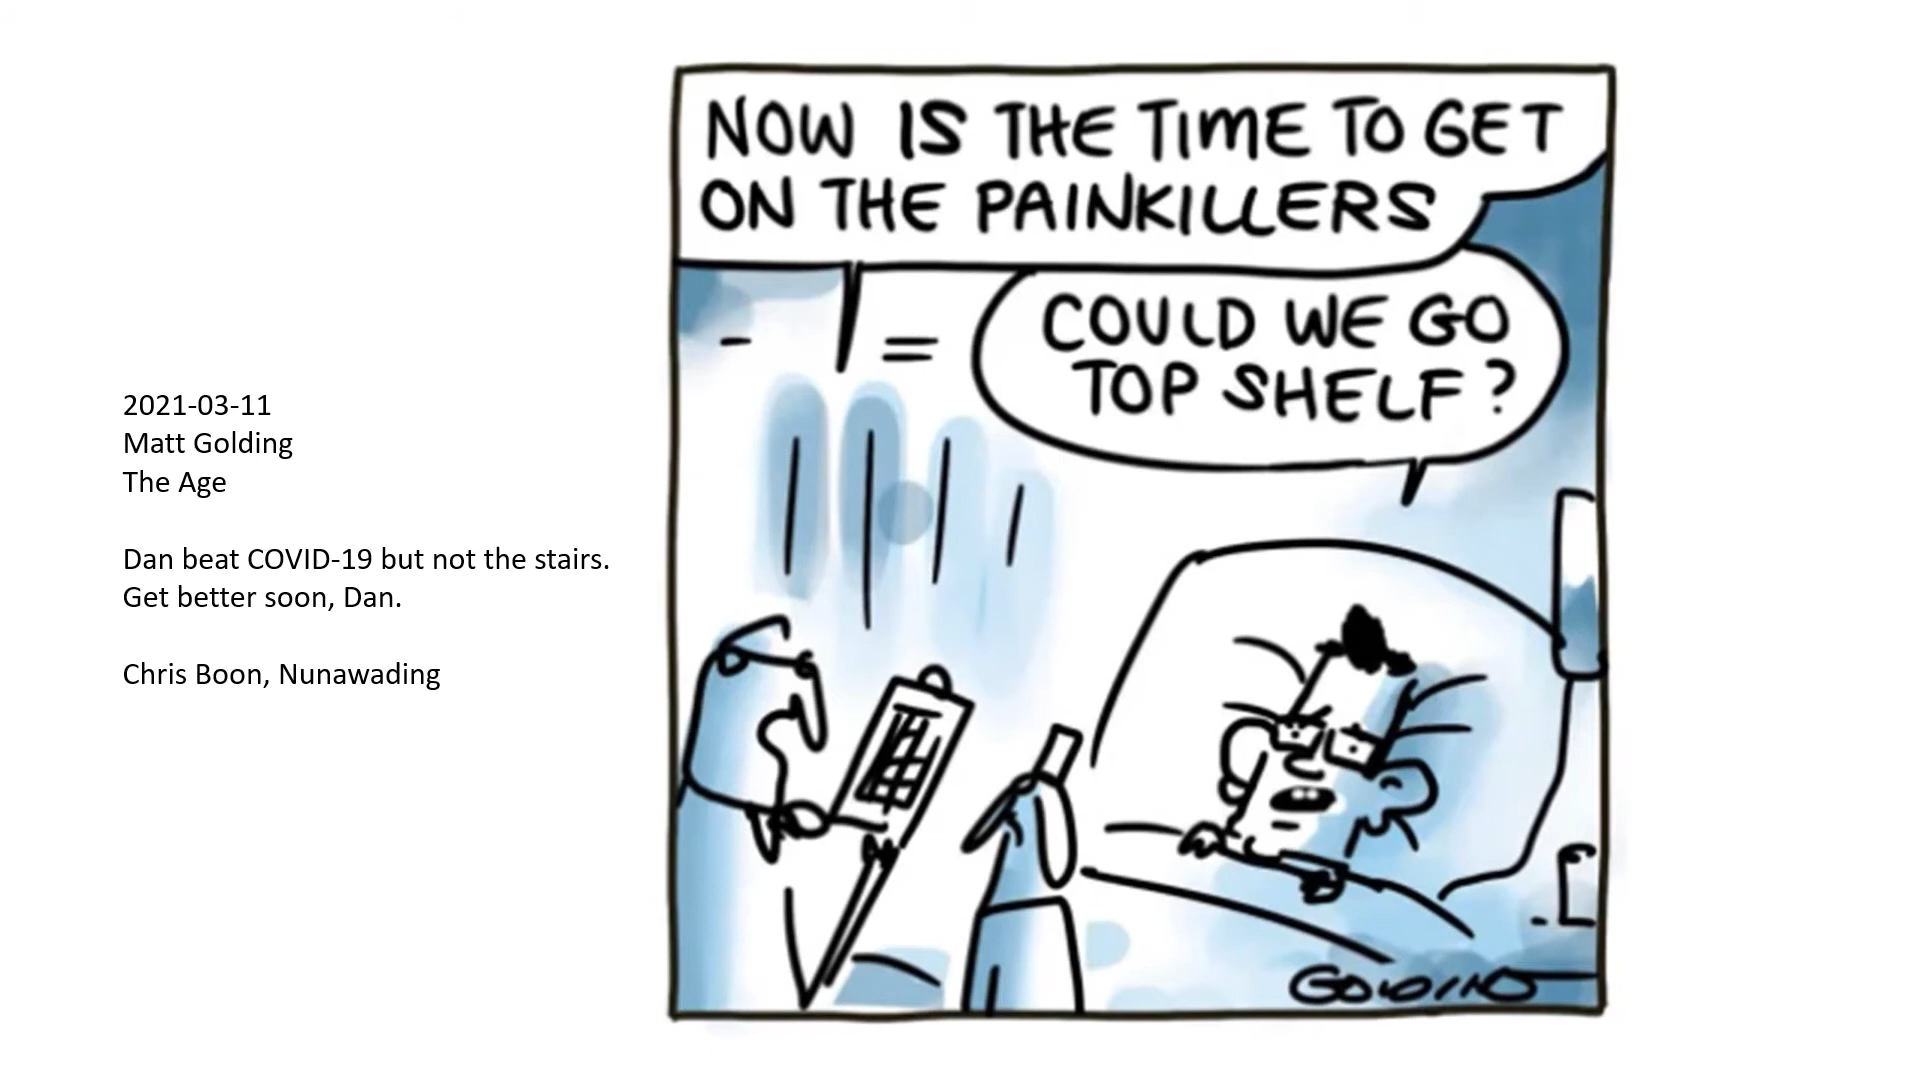 2021-03-11
Matt Golding
The Age
Dan beat COVID-19 but not the stairs.
Get better soon, Dan.
Chris Boon, Nunawading
NOW IS THE TIME TO GET
ON THE PAINKILLERS
COULD WE GO
TOP SHELF?
GOLDING